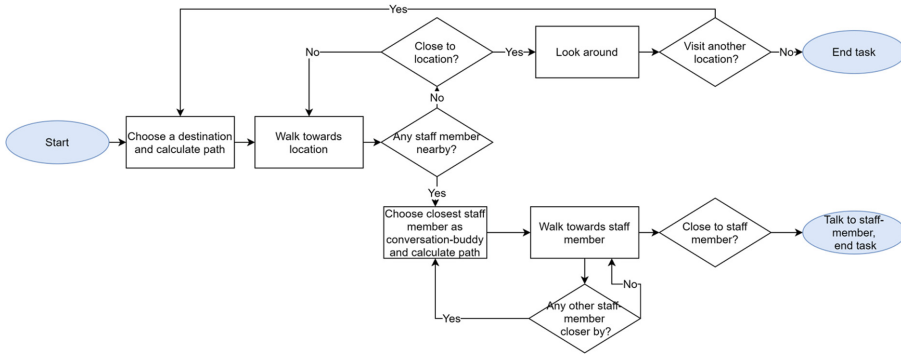 Yes
No
Close to
location?
Yes
Look around
Visit another
location?
No
End task
No
Start
Choose a destination
and calculate path
Walk towards
location
Any staff member
nearby?
Yes
Choose closest staff
member as
conversation-buddy
and calculate path
Walk towards staff
member
Close to staff
member?
Talk to staff-
member,
end task
No
Yes
Any other staff-
member
closer by?